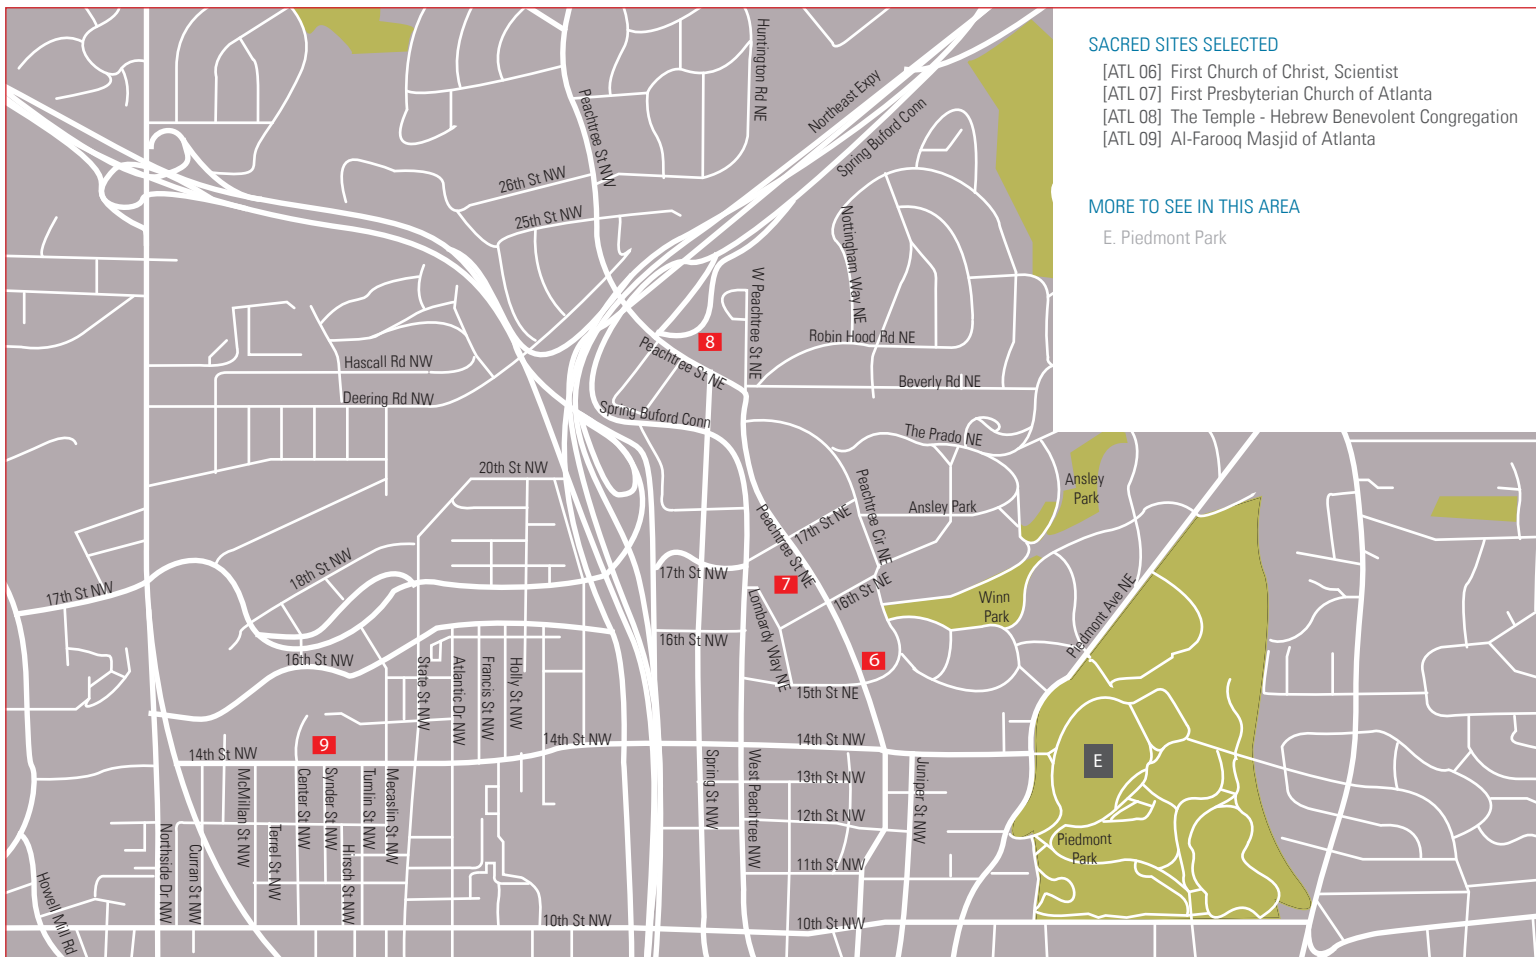 SACRED SITES SELECTED
[ATL 06] First Church of Christ, Scientist
[ATL 07] First Presbyterian Church of Atlanta
[ATL 08] The Temple - Hebrew Benevolent Congregation
[ATL 09] Al-Farooq Masjid of Atlanta
MORE TO SEE IN THIS AREA
E. Piedmont Park
Huntington Rd NE
Peachtree St NW
Northeast Expy
Spring Buford Conn
26th St NW
25th St NW
Nottingham Way NE
W Peachtree St NE
Robin Hood Rd NE
8
Peachtree St NE
Hascall Rd NW
Beverly Rd NE
Deering Rd NW
Spring Buford Conn
The Prado NE
20th St NW
Peachtree Cir NE
Ansley
Park
Ansley Park
Peachtree St NE
17th St NE
17th St NW
18th St NW
17th St NW
7
16th St NE
Winn
Park
Piedmont Ave NE
Lombardy Way NE
16th St NW
16th St NW
6
State St NW
Atlantic Dr NW
Francis St NW
Holly St NW
15th St NE
9
14th St NW
14th St NW
14th St NW
E
McMillan St NW
Center St NW
Synder St NW
Tumlin St NW
Mecaslin St NW
Spring St NW
West Peachtree NW
13th St NW
Juniper St NW
12th St NW
Northside Dr NW
Curran St NW
Terrel St NW
Hirsch St NW
11th St NW
Piedmont
Park
Howell Mill Rd
10th St NW
10th St NW